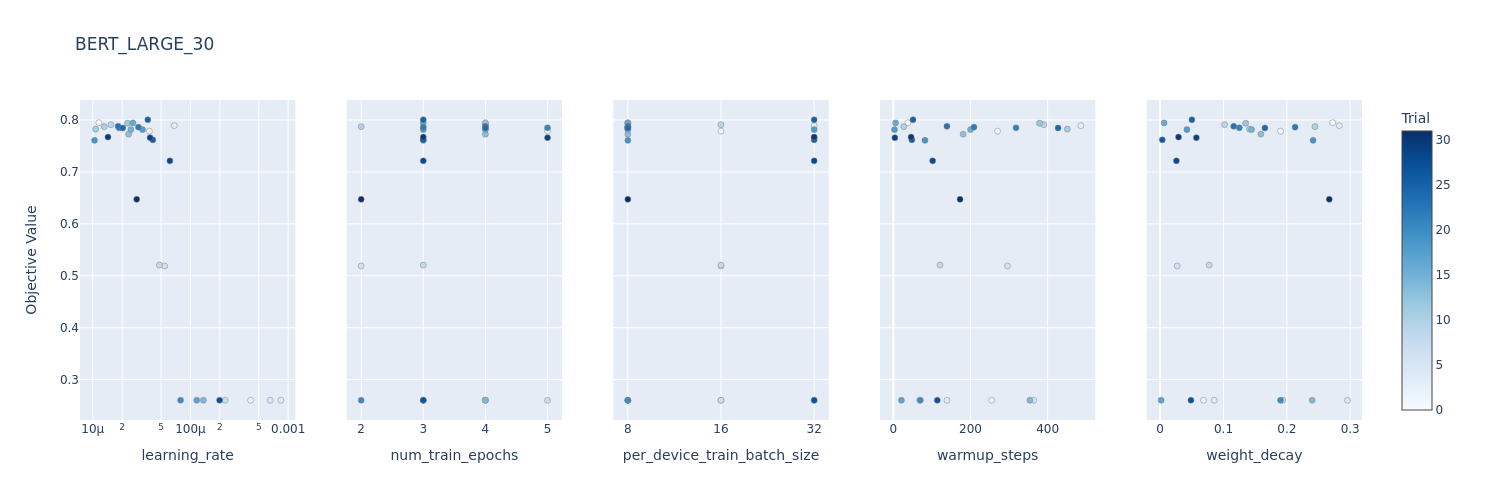 BERT_LARGE_30
Objective Value
0.8
0.7
0.6
0.5
0.4
0.3
10μ 2 5 100μ 2 5 0.001
learning_rate
2 3 4 5
num_train_epochs
8 16 32
per_device_train_batch_size
0 200 400
warmup_steps
0 0.1 0.2 0.3
weight_decay
Trial
30
25
20
15
10
5
0